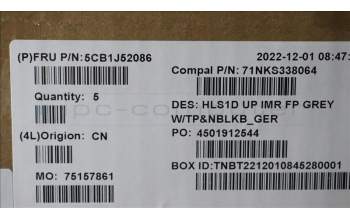 (P)FRU P/N:5CB1J52086
2022-12-01 08:47:
Compal P/N:71NKS338064
Quantity: 5
DES: HLS1D UP IMR FP GREY
W/TP&NBLKB_GER
(4L)Origion: CN
PO: 4501912544
BOX ID:TNBT2212010845280001
MO: 75157861